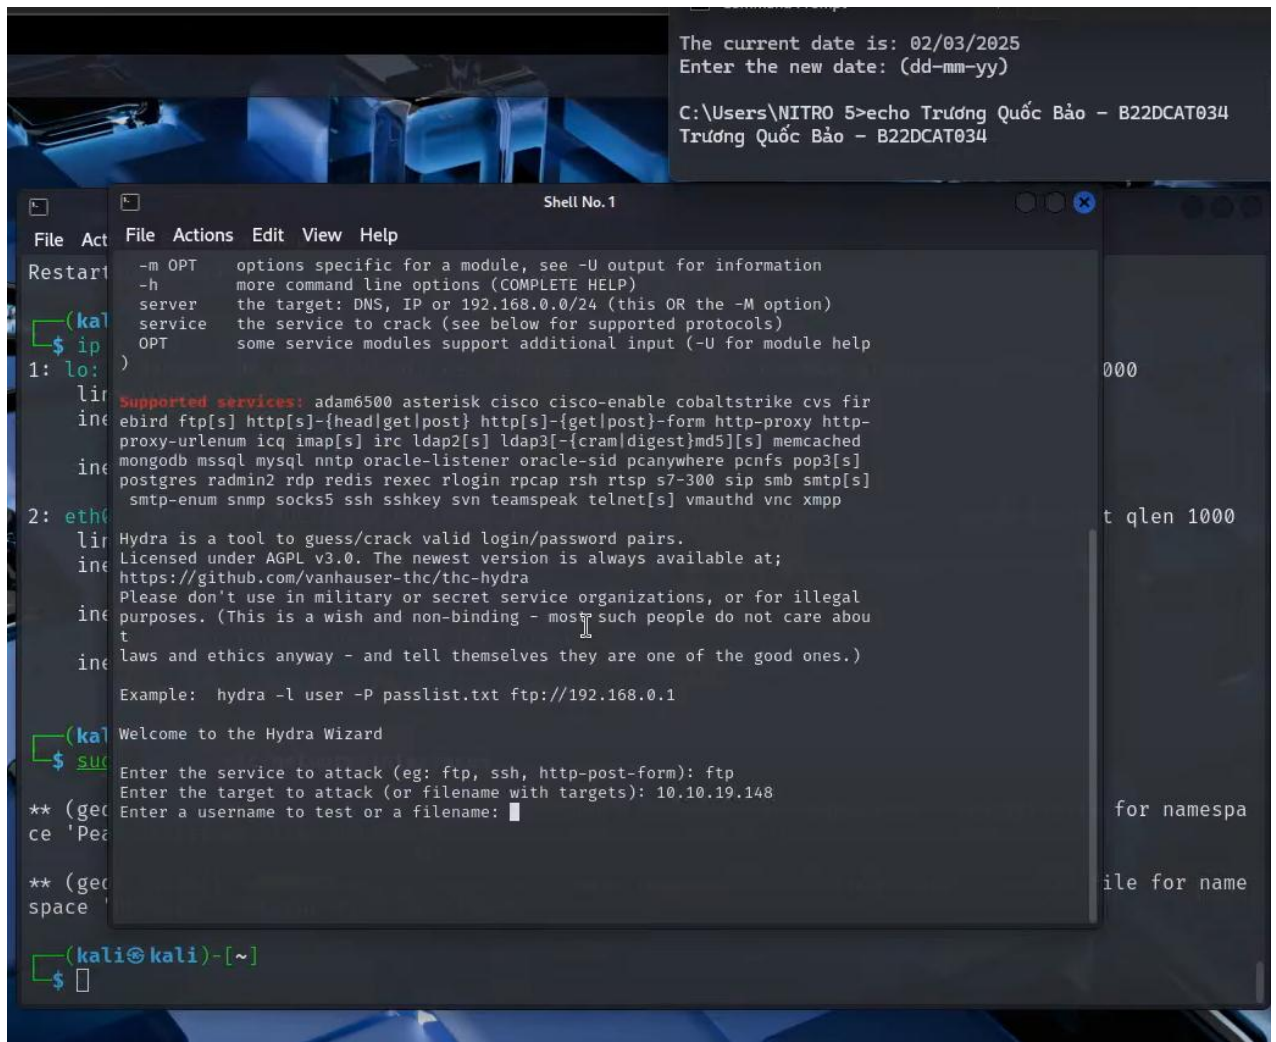 The current date is: 02/03/2025
Enter the new date: (dd-mm-yy)
C:\Users\NITRO 5>echo Trương Quốc Bảo - B22DCAT034
Trương Quốc Bảo - B22DCAT034
Shell No. 1
File Actions Edit View Help
-m OPT options specific for a module, see -U output for information
-h more command line options (COMPLETE HELP)
server the target: DNS, IP or 192.168.0.0/24 (this OR the -M option)
service the service to crack (see below for supported protocols)
OPT some service modules support additional input (-U for module help
)
Supported services: adam6500 asterisk cisco cisco-enable cobaltstrike cvs fir
ebird ftp[s] http[s]-{head|get|post} http[s]-{get|post}-form http-proxy http-
proxy-urlenum icq imap[s] irc ldap2[s] ldap3[-{cram|digest}md5][s] memcached
mongodb mssql mysql nntp oracle-listener oracle-sid pcanywhere pcnfs pop3[s]
postgres radmin2 rdp redis rexec rlogin rpcap rsh rtsp s7-300 sip smb smtp[s]
smtp-enum snmp socks5 ssh sshkey svn teamspeak telnet[s] vmauthd vnc xmpp
Hydra is a tool to guess/crack valid login/password pairs.
Licensed under AGPL v3.0. The newest version is always available at;
https://github.com/vanhauser-thc/thc-hydra
Please don't use in military or secret service organizations, or for illegal
purposes. (This is a wish and non-binding - most such people do not care abou
t
laws and ethics anyway - and tell themselves they are one of the good ones.)
Example: hydra -l user -P passlist.txt ftp://192.168.0.1
Welcome to the Hydra Wizard
Enter the service to attack (eg: ftp, ssh, http-post-form): ftp
Enter the target to attack (or filename with targets): 10.10.19.148
Enter a username to test or a filename:
File Act
Restart
(kal
$ ip
1: lo: 000
lin
ine
ine
2: eth0 t qlen 1000
lin
ine
ine
ine
(kal
$ sud
** (ged for namespa
ce 'Pea
** (ged ile for name
space '
(kali㉿kali)-[~]
$